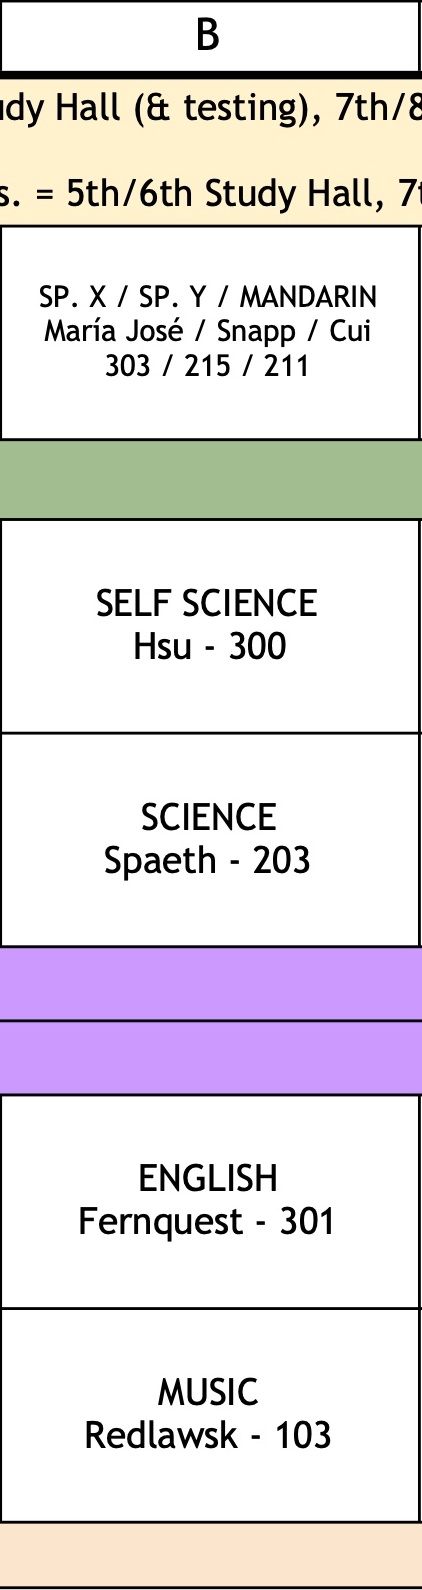 B
udy Hall (& testing), 7th/8
s. = 5th/6th Study Hall, 7t
SP. X / SP. Y / MANDARIN
María José / Snapp / Cui
303 / 215 / 211
SELF SCIENCE
Hsu - 300
SCIENCE
Spaeth - 203
ENGLISH
Fernquest - 301
MUSIC
Redlawsk - 103